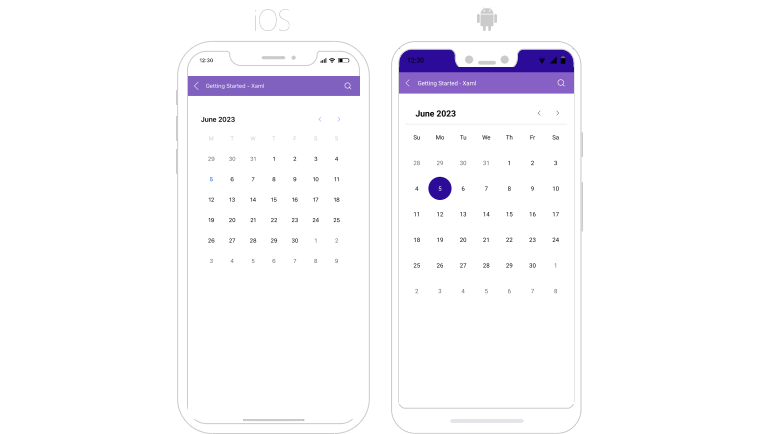 iOS
12:30
Getting Started - Xaml
June 2023
M T W T F S S
29 30 31 1 2 3 4
5 6 7 8 9 10 11
12 13 14 15 16 17 18
19 20 21 22 23 24 25
26 27 28 29 30 1 2
3 4 5 6 7 8 9
12:30
Getting Started - Xaml
June 2023
Su Mo Tu We Th Fr Sa
28 29 30 31 1 2 3
4 5 6 7 8 9 10
11 12 13 14 15 16 17
18 19 20 21 22 23 24
25 26 27 28 29 30 1
2 3 4 5 6 7 8